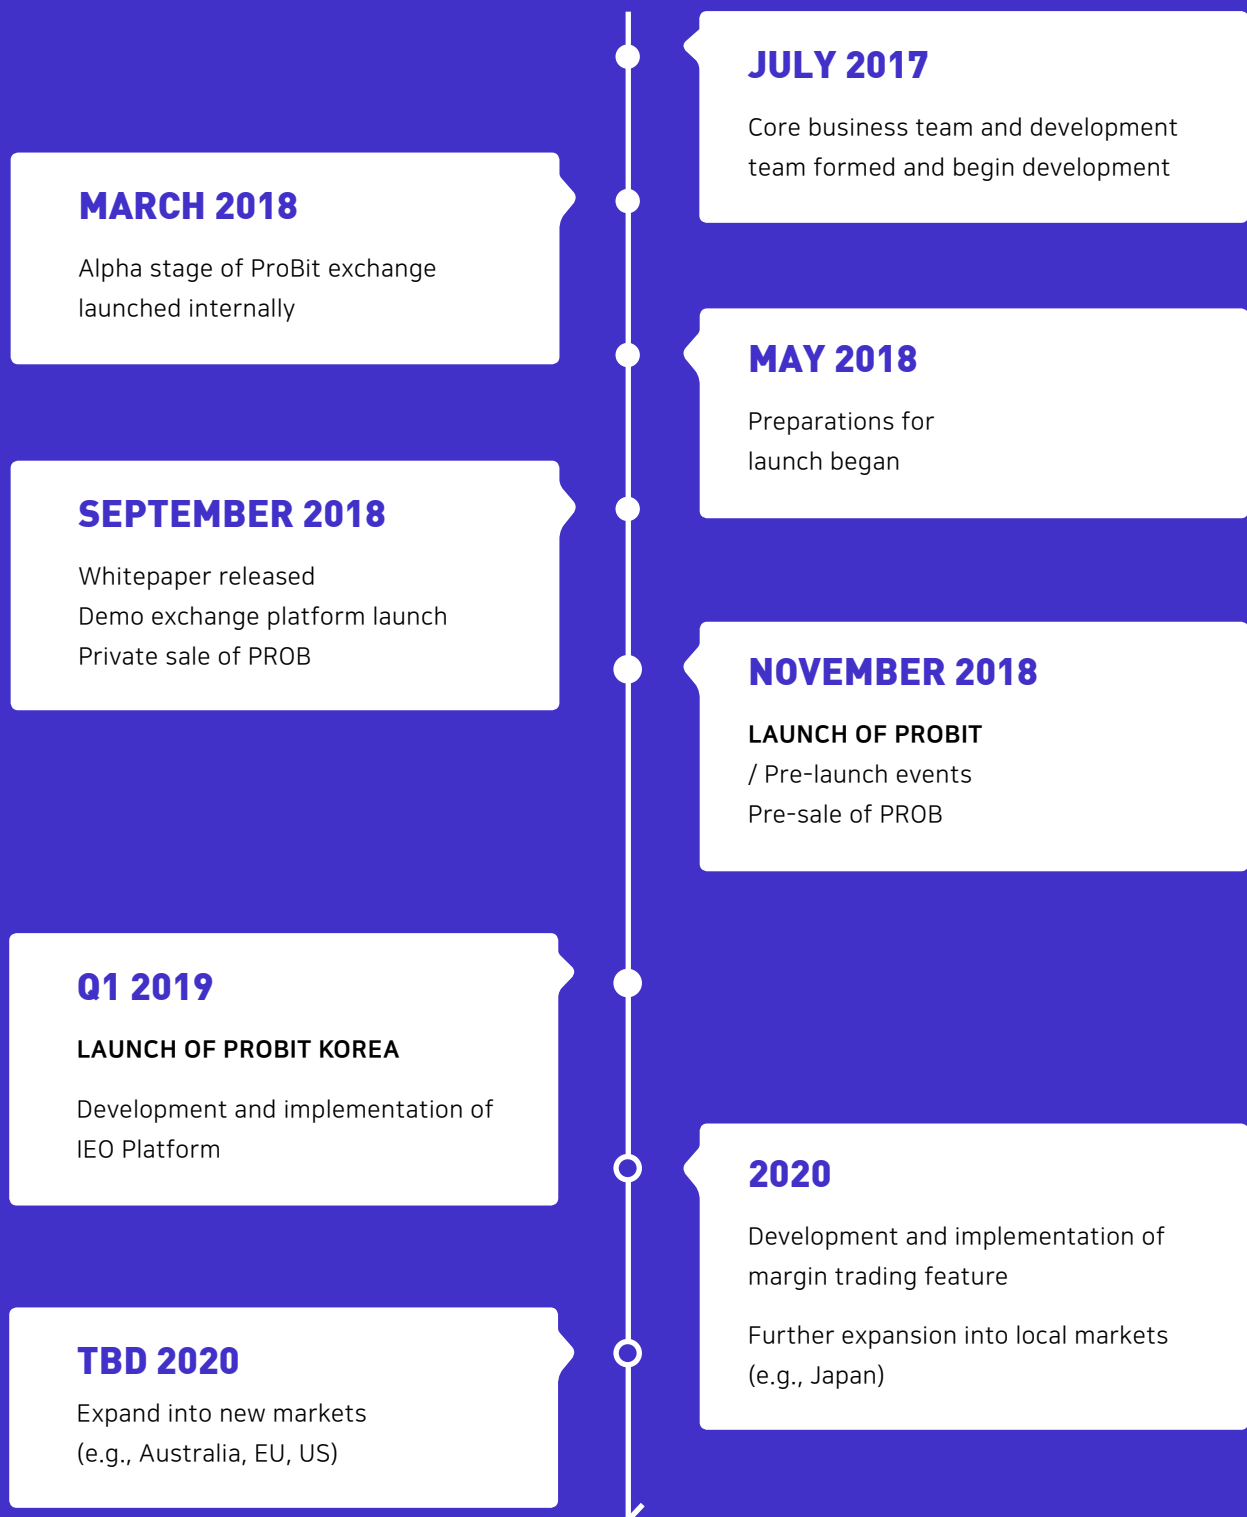 JULY 2017
Core business team and development
team formed and begin development
MARCH 2018
Alpha stage of ProBit exchange
launched internally
MAY 2018
Preparations for
launch began
SEPTEMBER 2018
Whitepaper released
Demo exchange platform launch
Private sale of PROB
NOVEMBER 2018
LAUNCH OF PROBIT
/ Pre-launch events
Pre-sale of PROB
Q1 2019
LAUNCH OF PROBIT KOREA
Development and implementation of
IEO Platform
2020
Development and implementation of
margin trading feature
Further expansion into local markets
(e.g., Japan)
TBD 2020
Expand into new markets
(e.g., Australia, EU, US)